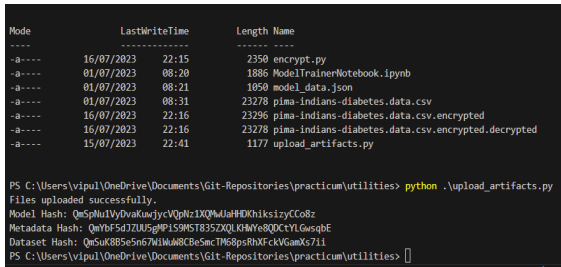 Mode LastWriteTime Length Name
---- ------------- ------ ----
-a---- 16/07/2023 22:15 2350 encrypt.py
-a---- 01/07/2023 08:20 1886 ModelTrainerNotebook.ipynb
-a---- 01/07/2023 08:21 1050 model_data.json
-a---- 01/07/2023 08:31 23278 pima-indians-diabetes.data.csv
-a---- 16/07/2023 22:16 23296 pima-indians-diabetes.data.csv.encrypted
-a---- 16/07/2023 22:16 23278 pima-indians-diabetes.data.csv.encrypted.decrypted
-a---- 15/07/2023 22:41 1177 upload_artifacts.py
PS C:\Users\vipul\OneDrive\Documents\Git-Repositories\practicum\utilities> python .\upload_artifacts.py
Files uploaded successfully.
Model Hash: QmSpNu1VyDvaKuwjycVQpNz1XQMwUaHHDKhiksizyCCo8z
Metadata Hash: QmYbF5dJZUU5gMPiS9MST835ZXQLKHWYe8QDCtYLGwsqbE
Dataset Hash: QmSuK8B5e5n67WiWuW8CBeSmcTM68psRhXFckVGamXs7ii
PS C:\Users\vipul\OneDrive\Documents\Git-Repositories\practicum\utilities>